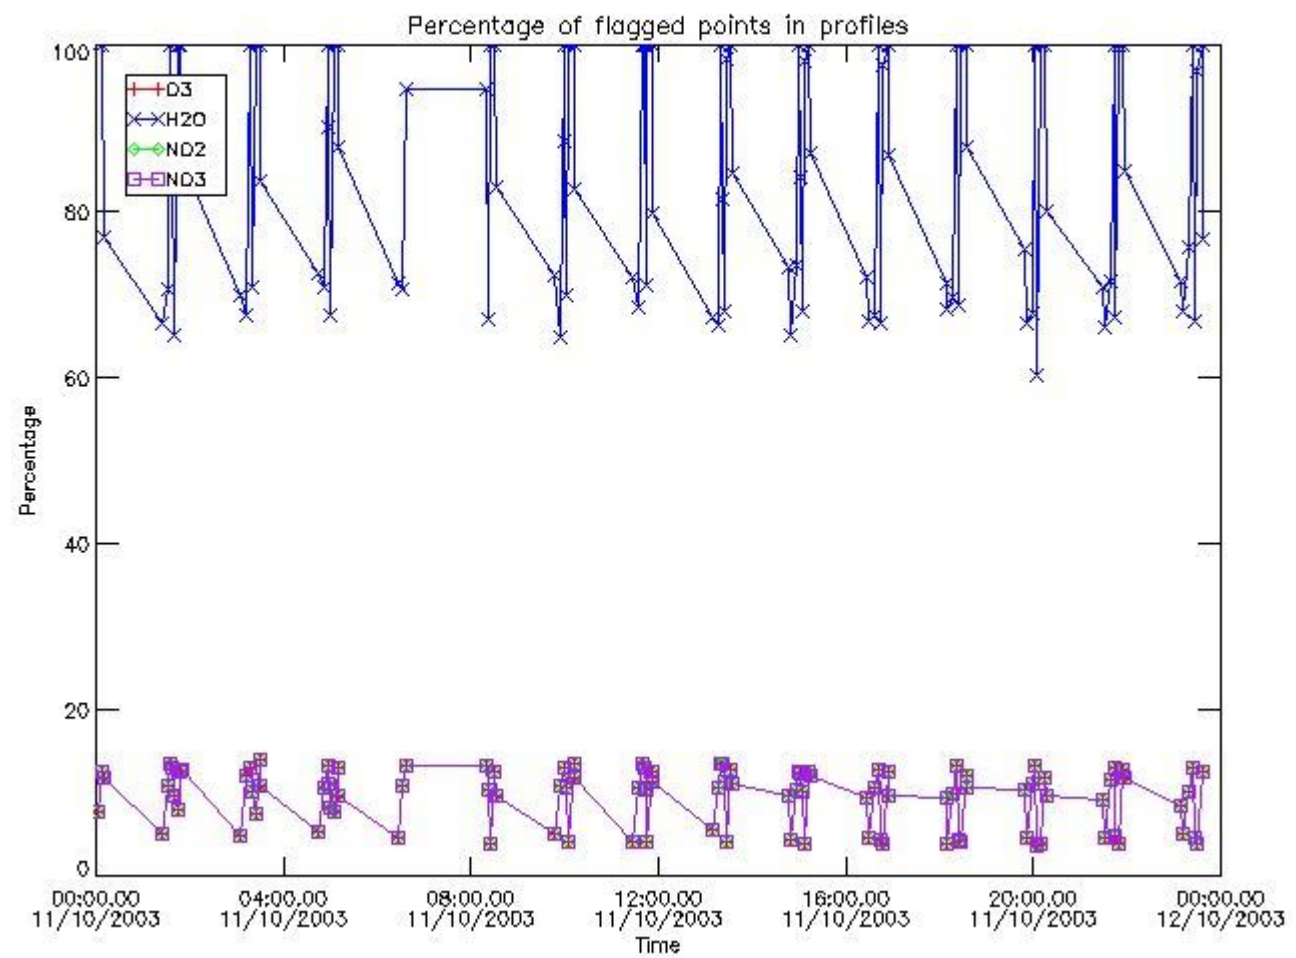 Percentage of flagged points in profiles
100
80
60
40
20
0
Percentage
O3
H2O
NO2
NO3
00:00.00 04:00.00 08:00.00 12:00.00 16:00.00 20:00.00 00:00.00
11/10/2003 11/10/2003 11/10/2003 11/10/2003 11/10/2003 11/10/2003 12/10/2003
Time